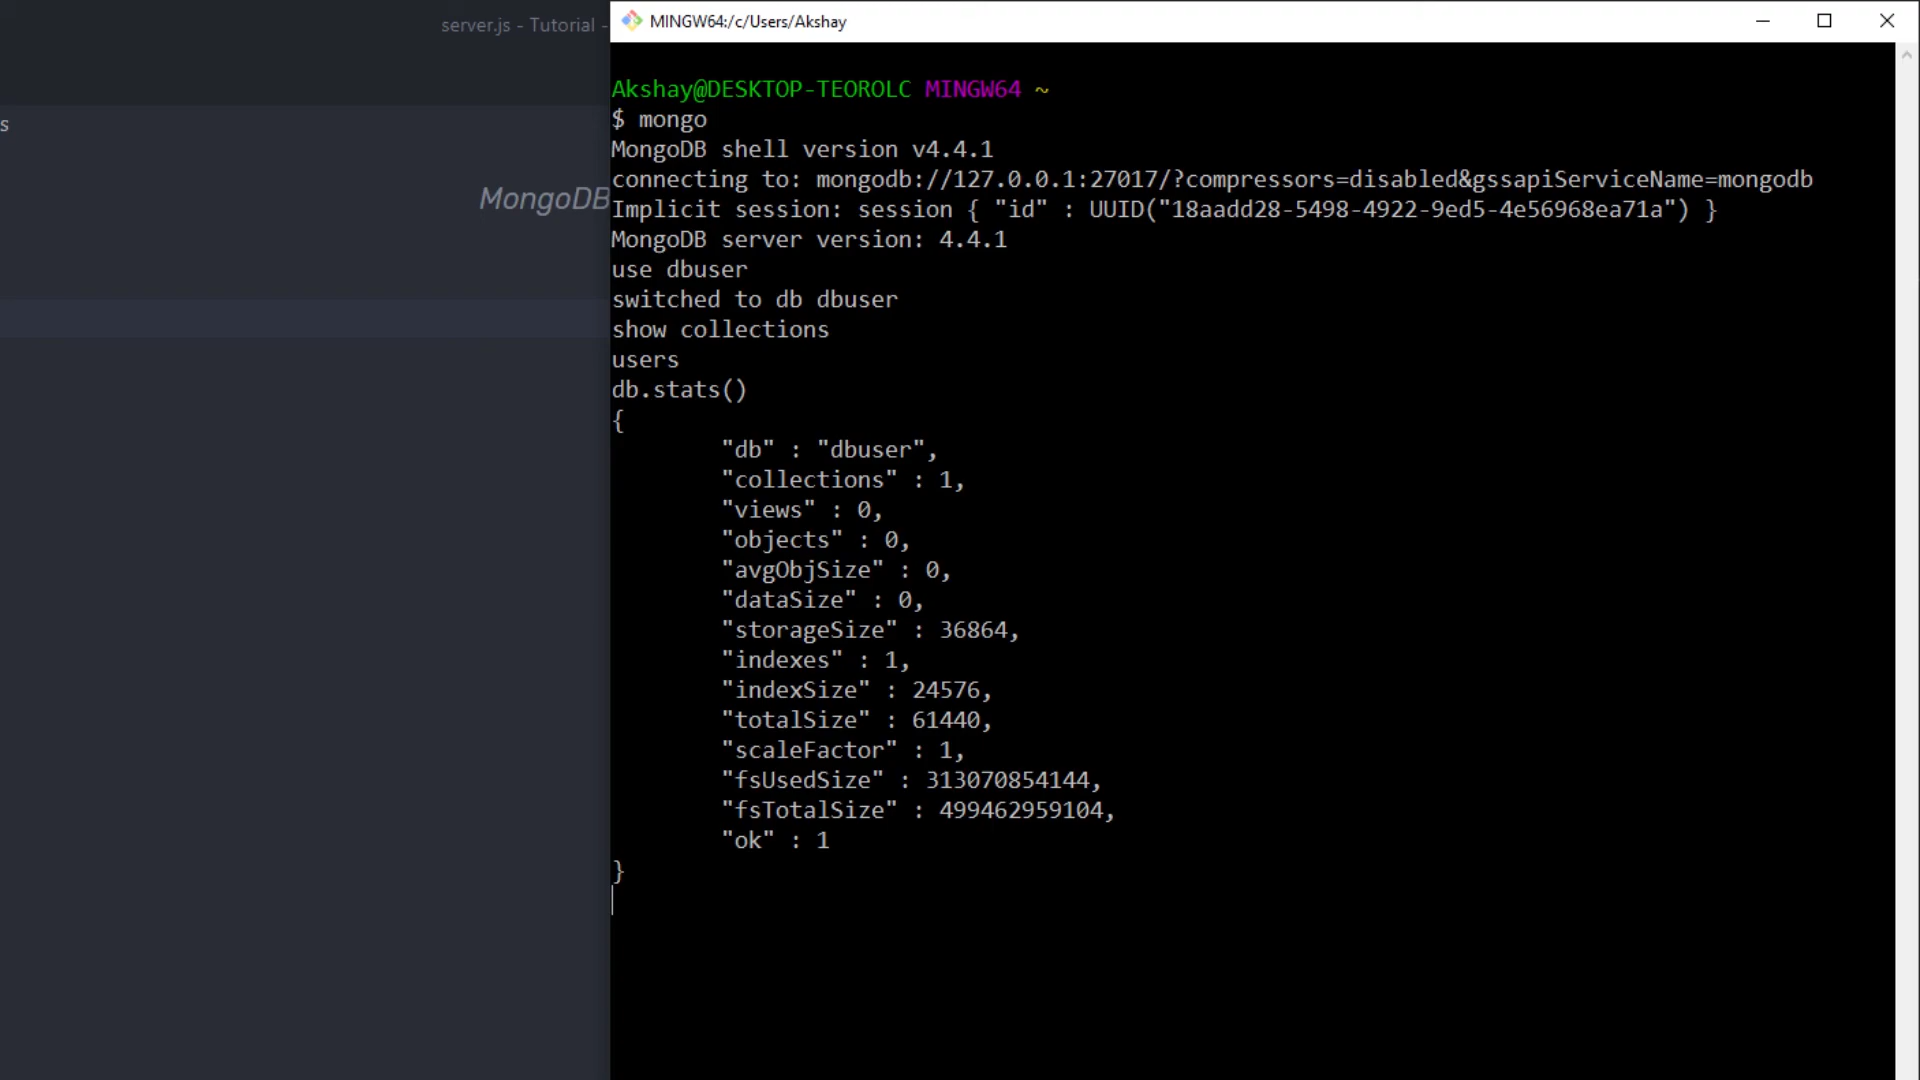 server.js - Tutorial -
MINGW64:/c/Users/Akshay
s
MongoDB
Akshay@DESKTOP-TEOROLC MINGW64 ~
$ mongo
MongoDB shell version v4.4.1
connecting to: mongodb://127.0.0.1:27017/?compressors=disabled&gssapiServiceName=mongodb
Implicit session: session { "id" : UUID("18aadd28-5498-4922-9ed5-4e56968ea71a") }
MongoDB server version: 4.4.1
use dbuser
switched to db dbuser
show collections
users
db.stats()
{
"db" : "dbuser",
"collections" : 1,
"views" : 0,
"objects" : 0,
"avgObjSize" : 0,
"dataSize" : 0,
"storageSize" : 36864,
"indexes" : 1,
"indexSize" : 24576,
"totalSize" : 61440,
"scaleFactor" : 1,
"fsUsedSize" : 313070854144,
"fsTotalSize" : 499462959104,
"ok" : 1
}